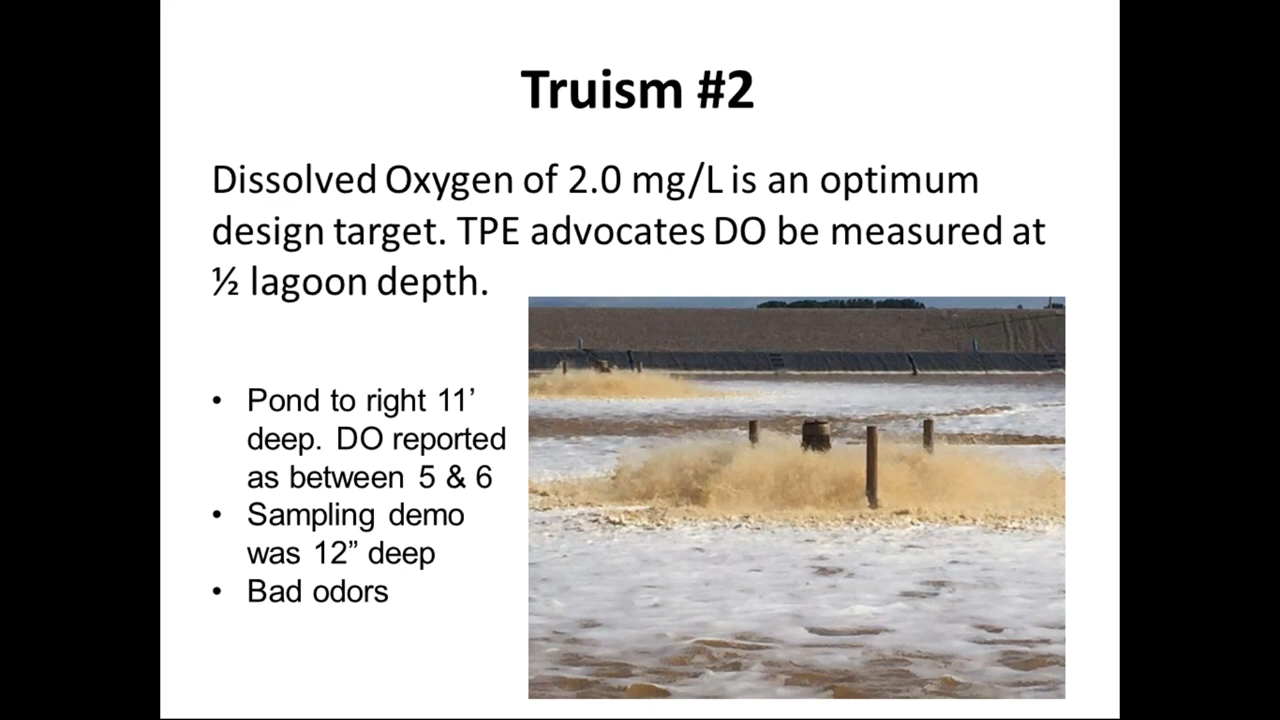 Truism #2
Dissolved Oxygen of 2.0 mg/L is an optimum
design target. TPE advocates DO be measured at
½ lagoon depth.
• Pond to right 11’
deep. DO reported
as between 5 & 6
• Sampling demo
was 12” deep
• Bad odors